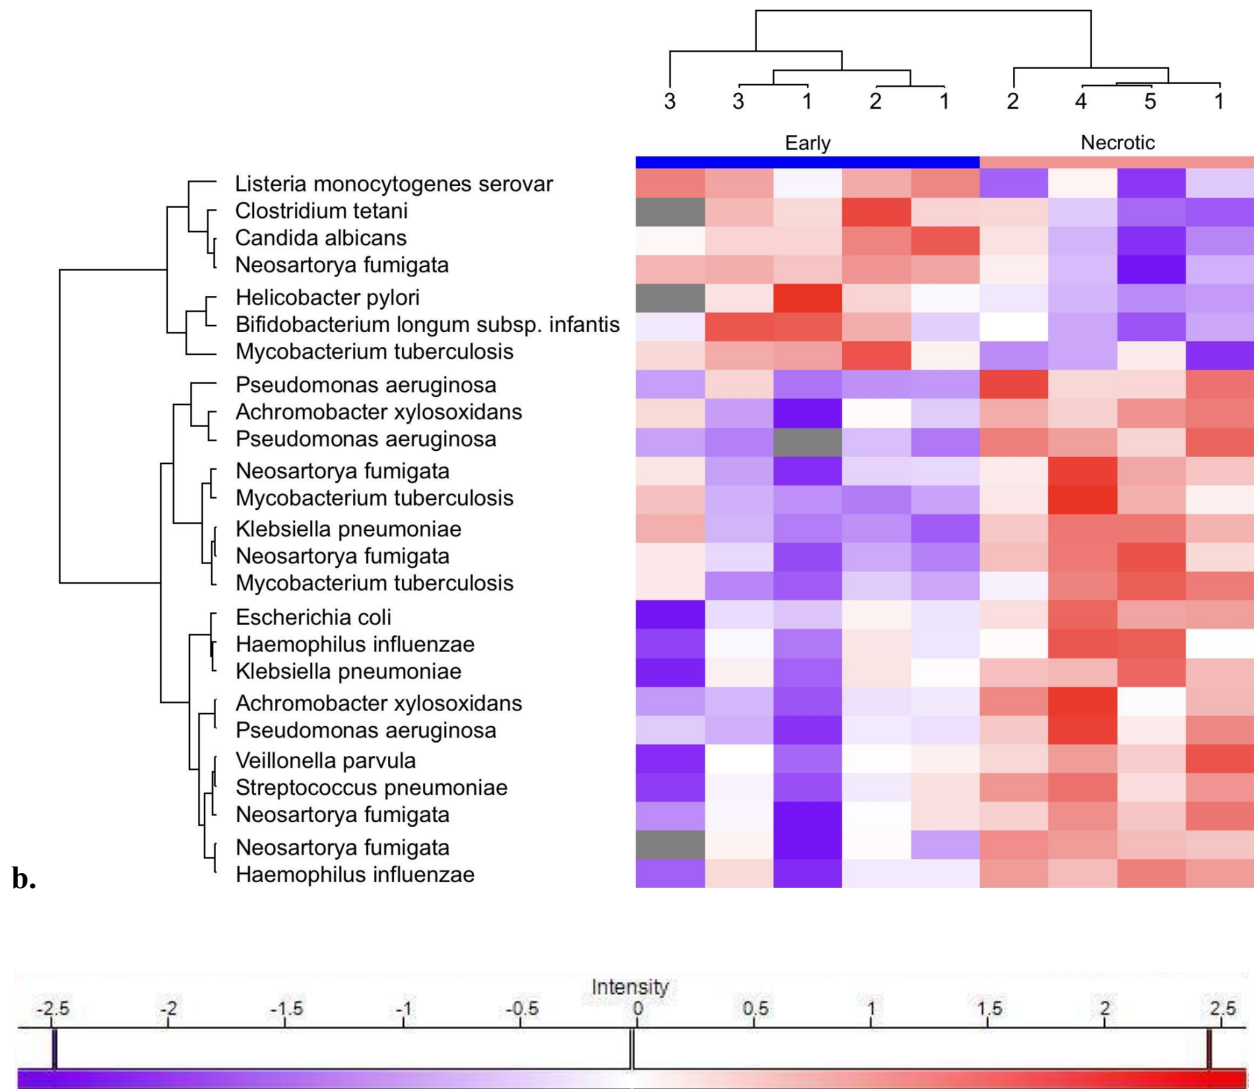 3 3 1 2 1 2 4 5 1
Early Necrotic
Listeria monocytogenes serovar
Clostridium tetani
Candida albicans
Neosartorya fumigata
Helicobacter pylori
Bifidobacterium longum subsp. infantis
Mycobacterium tuberculosis
Pseudomonas aeruginosa
Achromobacter xylosoxidans
Pseudomonas aeruginosa
Neosartorya fumigata
Mycobacterium tuberculosis
Klebsiella pneumoniae
Neosartorya fumigata
Mycobacterium tuberculosis
Escherichia coli
Haemophilus influenzae
Klebsiella pneumoniae
Achromobacter xylosoxidans
Pseudomonas aeruginosa
Veillonella parvula
Streptococcus pneumoniae
Neosartorya fumigata
Neosartorya fumigata
Haemophilus influenzae
b.
Intensity
-2.5 -2 -1.5 -1 -0.5 0 0.5 1 1.5 2 2.5